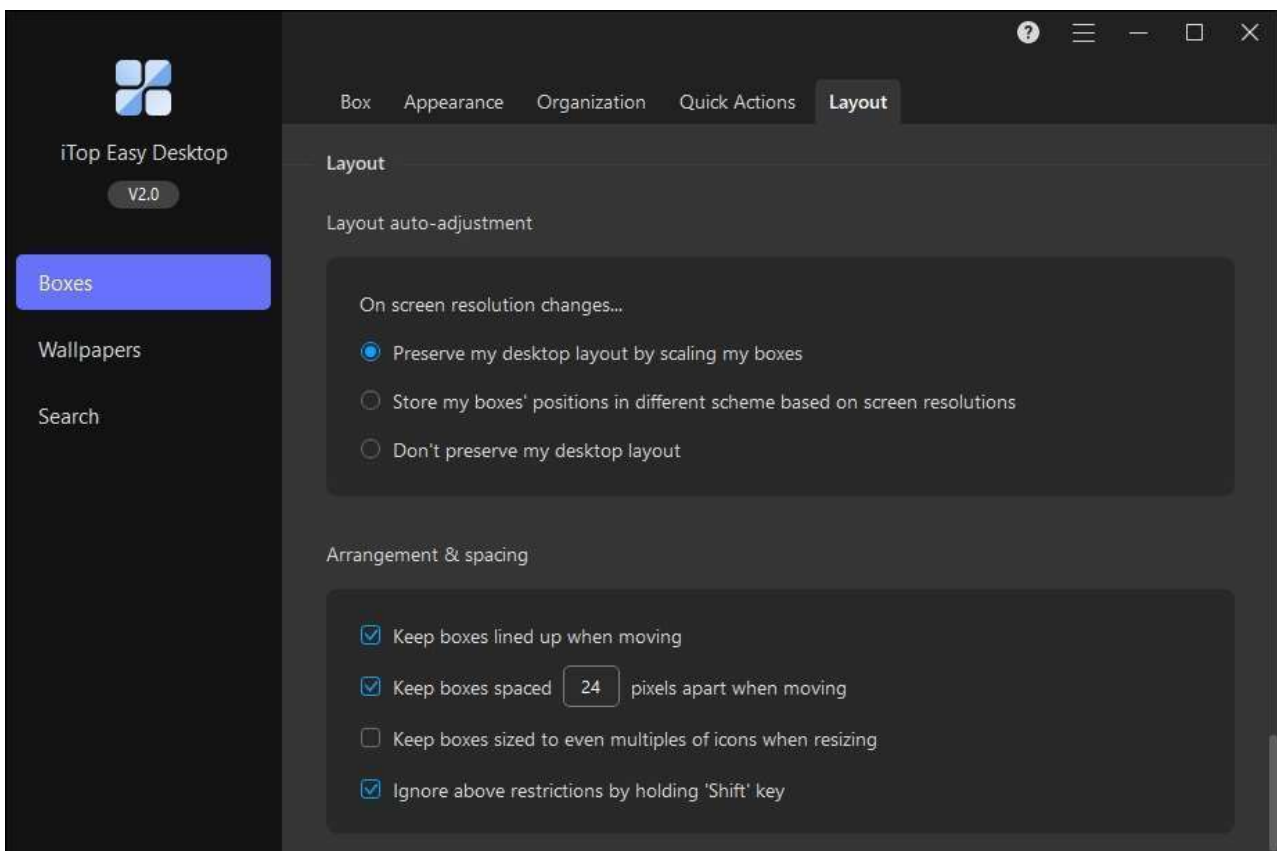 iTop Easy Desktop
V2.0
Boxes
Wallpapers
Search
?
Box Appearance Organization Quick Actions Layout
Layout
Layout auto-adjustment
On screen resolution changes...
Preserve my desktop layout by scaling my boxes
Store my boxes' positions in different scheme based on screen resolutions
Don't preserve my desktop layout
Arrangement & spacing
Keep boxes lined up when moving
Keep boxes spaced 24 pixels apart when moving
Keep boxes sized to even multiples of icons when resizing
Ignore above restrictions by holding 'Shift' key